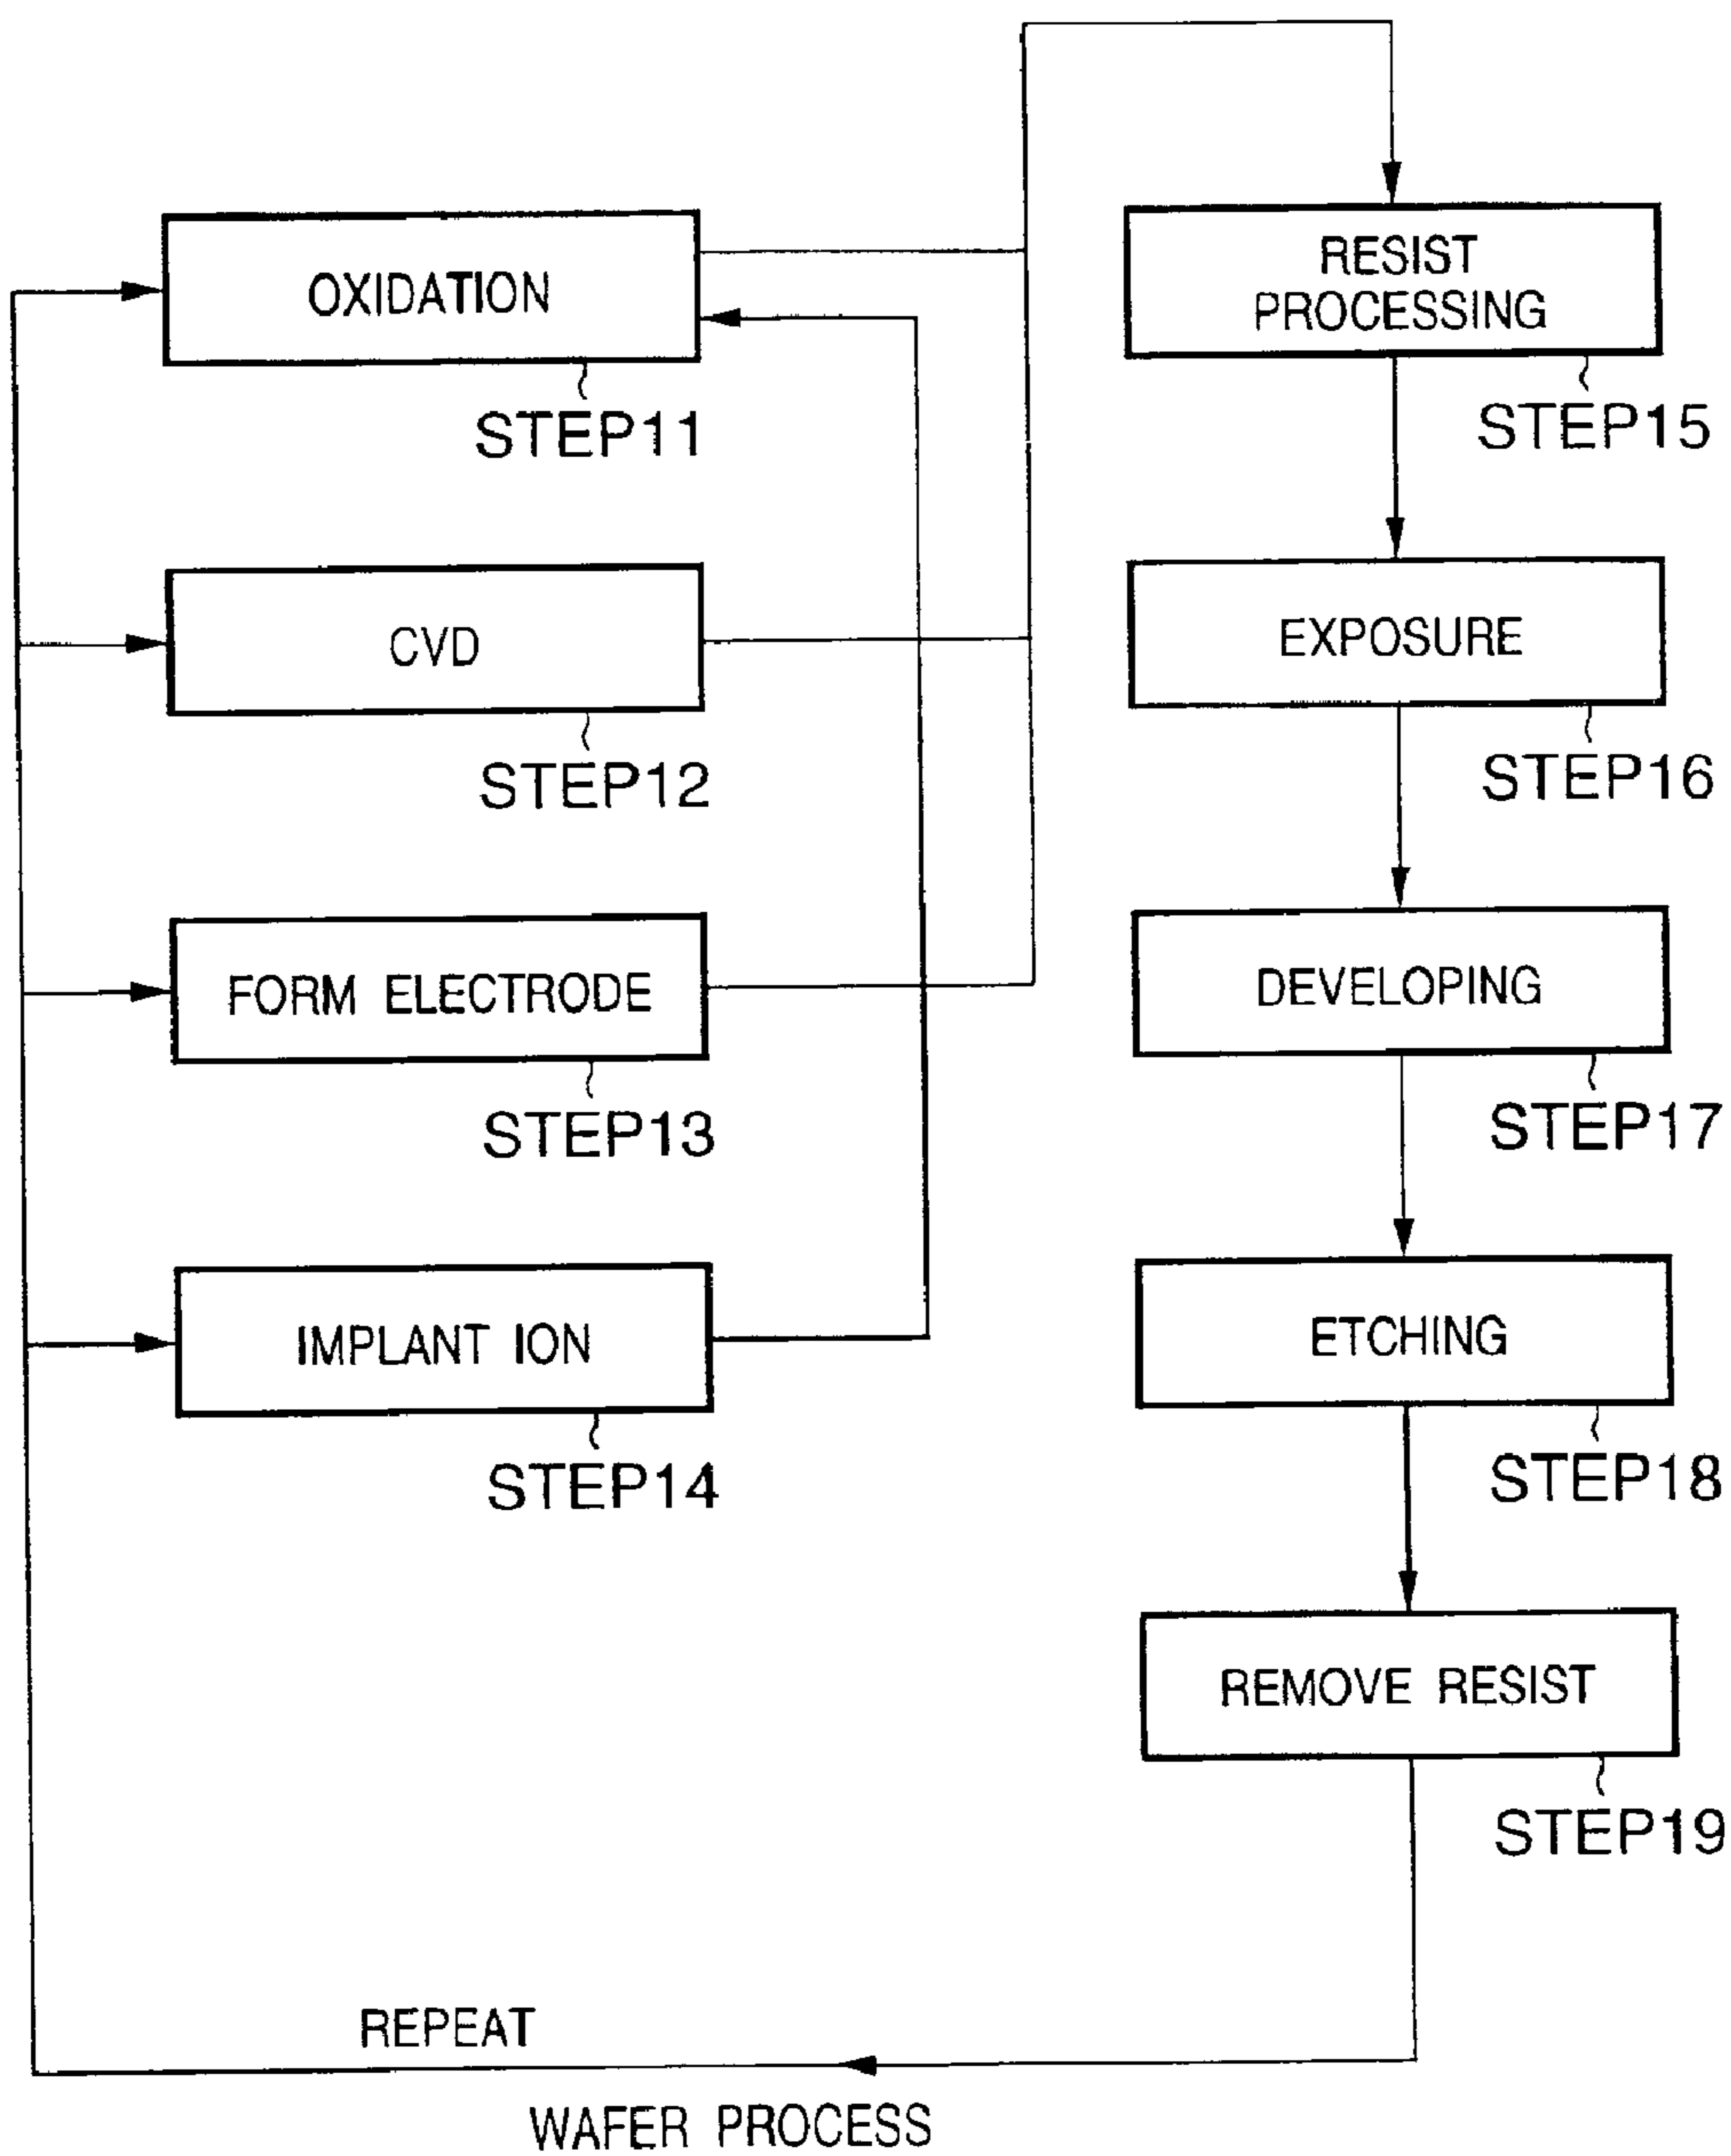 OXIDATION
STEP11
CVD
STEP12
FORM ELECTRODE
STEP13
IMPLANT ION
STEP14
RESIST
PROCESSING
STEP15
EXPOSURE
STEP16
DEVELOPING
STEP17
ETCHING
STEP18
REMOVE RESIST
STEP19
REPEAT
WAFER PROCESS